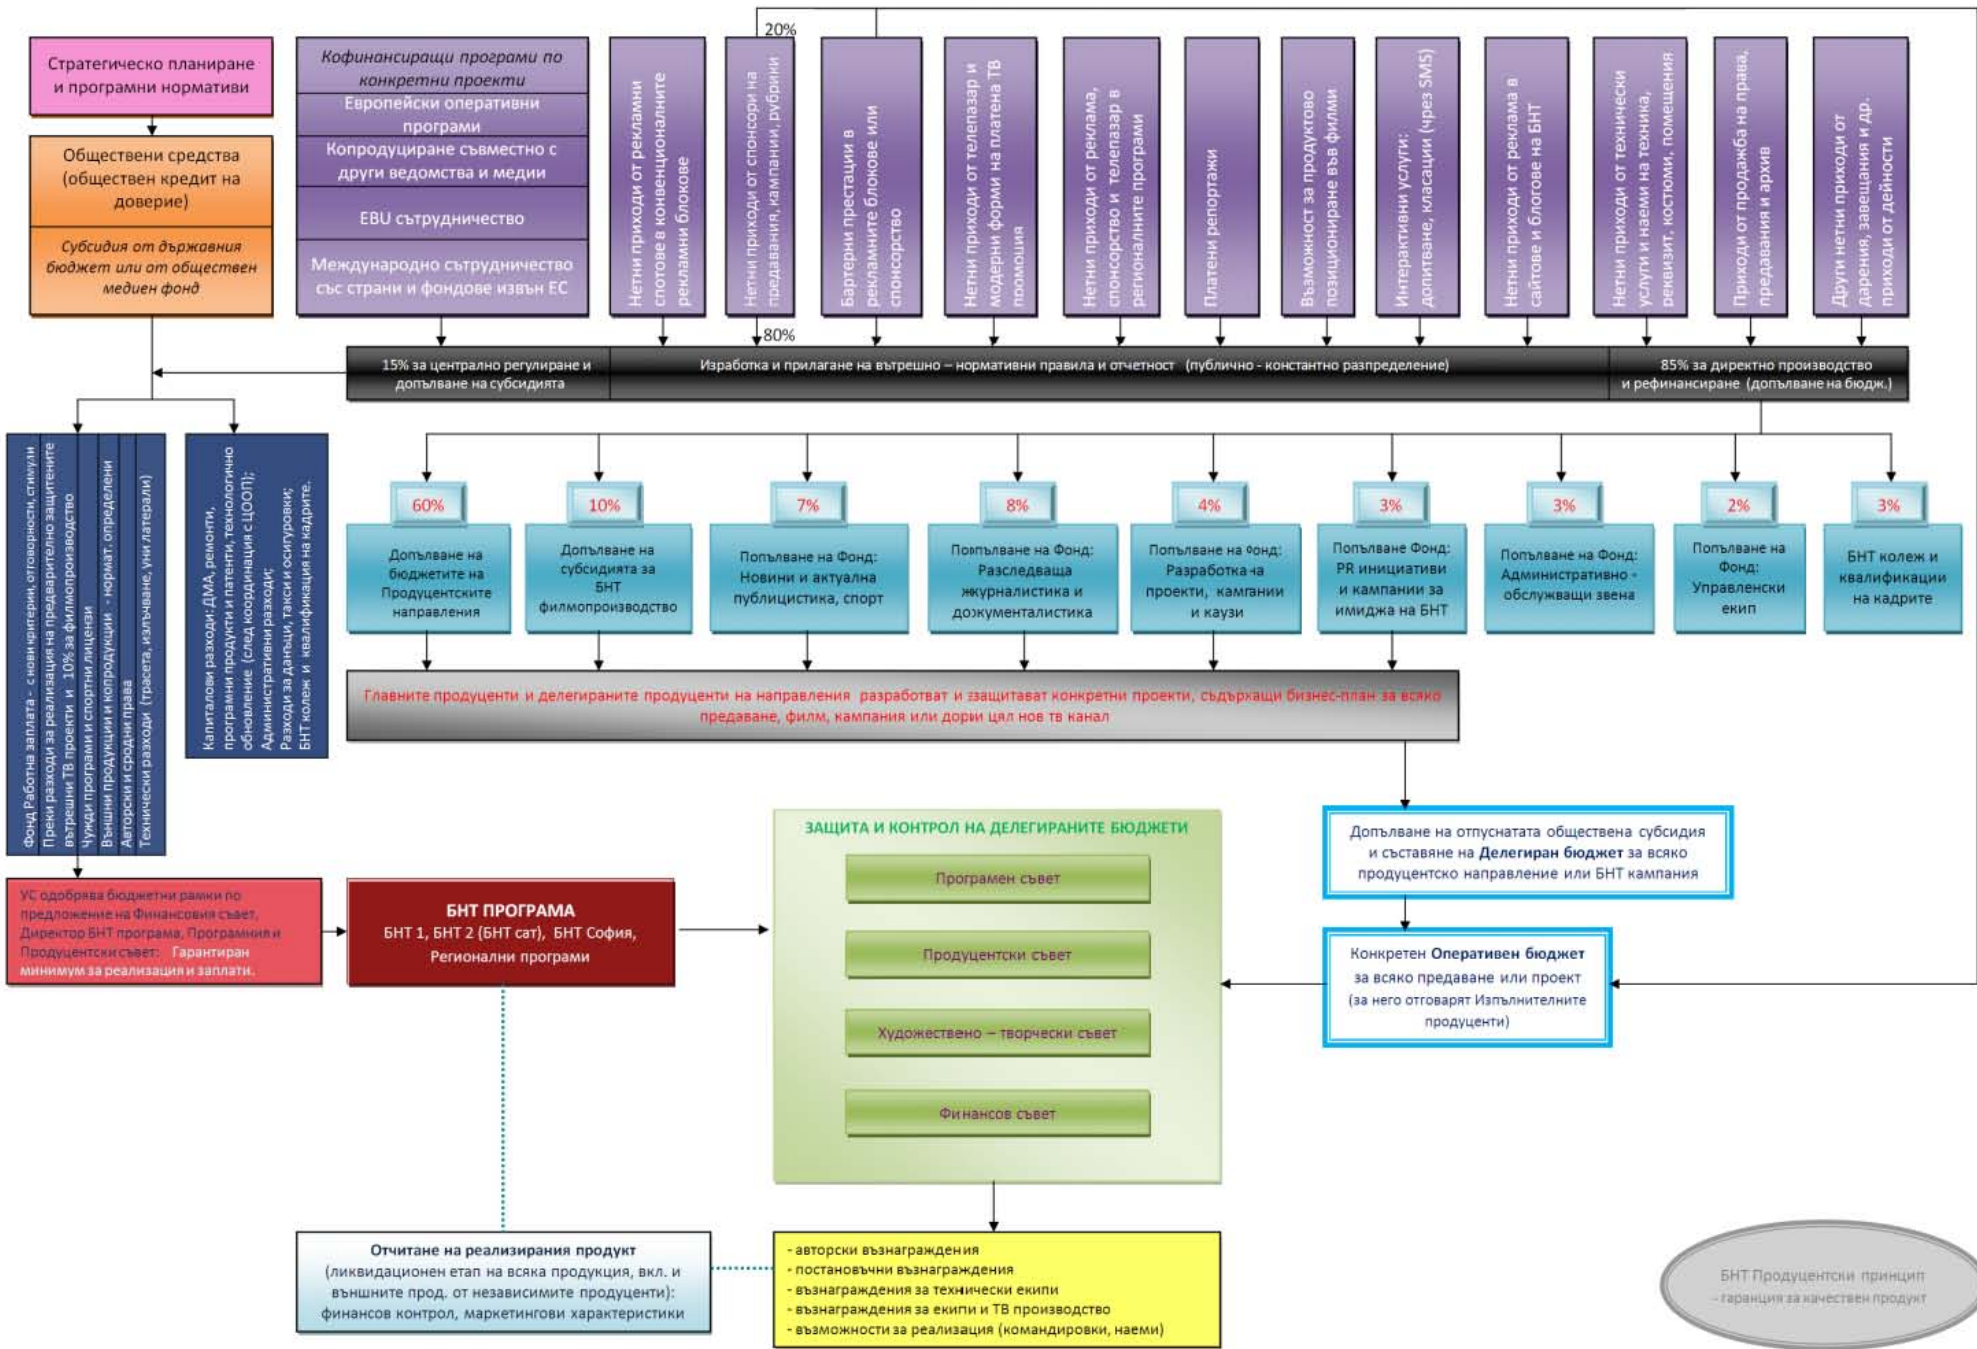 20%
Стратегическо планиране
и програмни нормативи
Обществени средства
(обществен кредит на
доверие)
Субсидия от държавния
бюджет или от обществен
медиен фонд
Кофинансиращи програми по
конкретни проекти
Европейски оперативни
програми
Копродуциране съвместно с
други ведомства и медии
EBU сътрудничество
Международно сътрудничество
със страни и фондове извън ЕС
Нетни приходи от рекламни
спотове в конвенционалните
рекламни блокове
Нетни приходи от спонсори на
предавания, кампании, рубрики
Бартерни престации в
рекламните блокове или
спонсорство
Нетни приходи от телепазар и
модерни форми на платена ТВ
промоция
Нетни приходи от реклама,
спонсорство и телепазар в
регионалните програми
Платени репортажи
Възможност за продуктово
позициониране във филми
Интерактивни услуги:
допитване, класации (чрез SMS)
Нетни приходи от реклама в
сайтове и блогове на БНТ
Нетни приходи от технически
услуги и наеми на техника,
реквизит, костюми, помещения
Приходи от продажба на права,
предавания и архив
Други нетни приходи от
дарения, завещания и др.
приходи от дейности
80%
15% за централно регулиране и
допълване на субсидията
Изработка и прилагане на вътрешно – нормативни правила и отчетност (публично - константно разпределение)
85% за директно производство
и рефинансиране (допълване на бюдж.)
Фонд Работна заплата - с нови критерии, отговорности, стимули
Преки разходи за реализация на предварително защитените
вътрешни ТВ проекти и 10% за филмопроизводство
Чужди програми и спортни лицензи
Външни продукции и копродукции - нормат. определени
Авторски и сродни права
Технически разходи (трасета, излъчване, уни латерали)
Капиталови разходи: ДМА, ремонти,
програмни продукти и патенти, технологично
обновление (след координация с ЦООП);
Административни разходи;
Разходи за данъци, такси и осигуровки;
БНТ колеж и квалификация на кадрите.
60%
Допълване на
бюджетите на
Продуцентските
направления
10%
Допълване на
субсидията за
БНТ
филмопроизводство
7%
Попълване на Фонд:
Новини и актуална
публицистика, спорт
8%
Попълване на Фонд:
Разследваща
журналистика и
документалистика
4%
Попълване на Фонд:
Разработка на
проекти, кампании
и каузи
3%
Попълване Фонд:
PR инициативи
и кампании за
имиджа на БНТ
3%
Попълване на Фонд:
Административно -
обслужващи звена
2%
Попълване на
Фонд:
Управленски
екип
3%
БНТ колеж и
квалификации
на кадрите
Главните продуценти и делегираните продуценти на направления разработват и защитават конкретни проекти, съдържащи бизнес-план за всяко
предаване, филм, кампания или дори цял нов тв канал
ЗАЩИТА И КОНТРОЛ НА ДЕЛЕГИРАНИТЕ БЮДЖЕТИ
Програмен съвет
Продуцентски съвет
Художествено – творчески съвет
Финансов съвет
Допълване на отпуснатата обществена субсидия
и съставяне на Делегиран бюджет за всяко
продуцентско направление или БНТ кампания
Конкретен Оперативен бюджет
за всяко предаване или проект
(за него отговарят Изпълнителните
продуценти)
УС одобрява бюджетни рамки по
предложение на Финансовия съвет,
Директор БНТ програма, Програмния и
Продуцентски съвет: Гарантиран
минимум за реализация и заплати.
БНТ ПРОГРАМА
БНТ 1, БНТ 2 (БНТ сат), БНТ София,
Регионални програми
Отчитане на реализирания продукт
(ликвидационен етап на всяка продукция, вкл. и
външните прод. от независимите продуценти):
финансов контрол, маркетингови характеристики
- авторски възнаграждения
- постановъчни възнаграждения
- възнаграждения за технически екипи
- възнаграждения за екипи и ТВ производство
- възможности за реализация (командировки, наеми)
БНТ Продуцентски принцип
- гаранция за качествен продукт